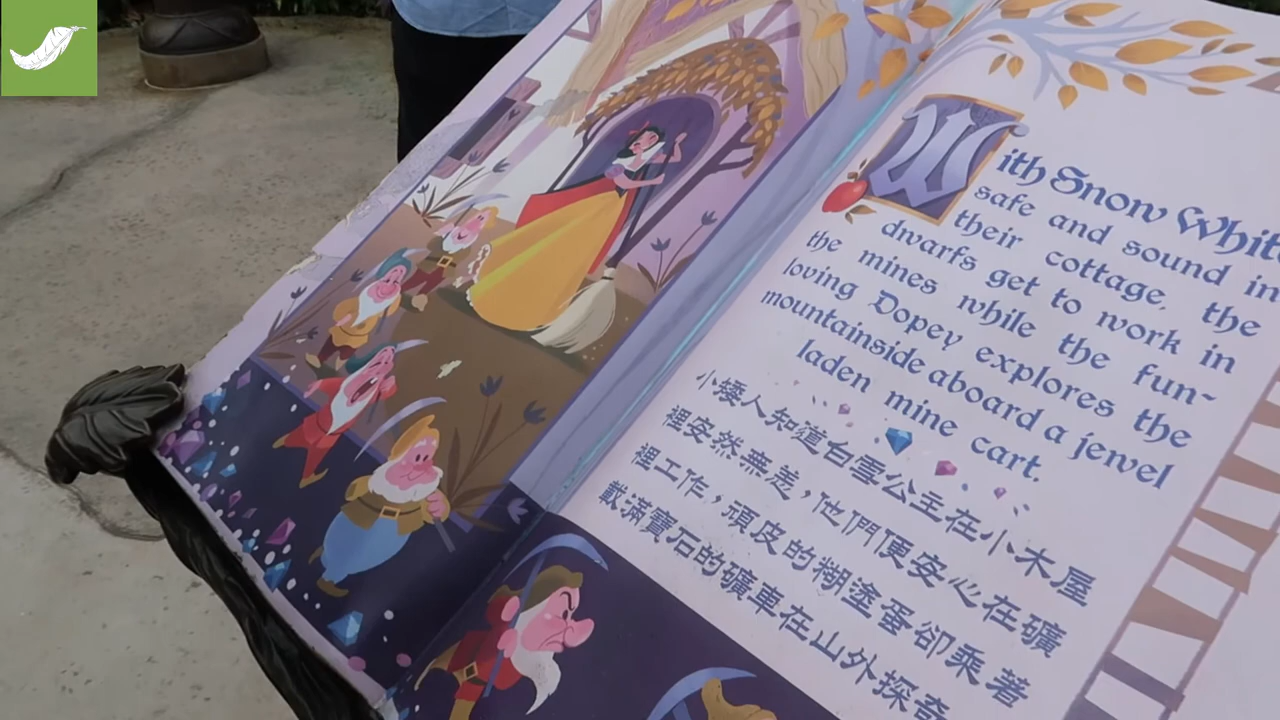 With Snow White
safe and sound in
their cottage, the
dwarfs get to work in
the mines while the fun-
loving Dopey explores the
mountainside aboard a jewel
laden mine cart.
小矮人知道白雪公主在小木屋
裡安然無恙，他們便安心在礦
裡工作，頑皮的糊塗蛋卻乘著
載滿寶石的礦車在山外探奇